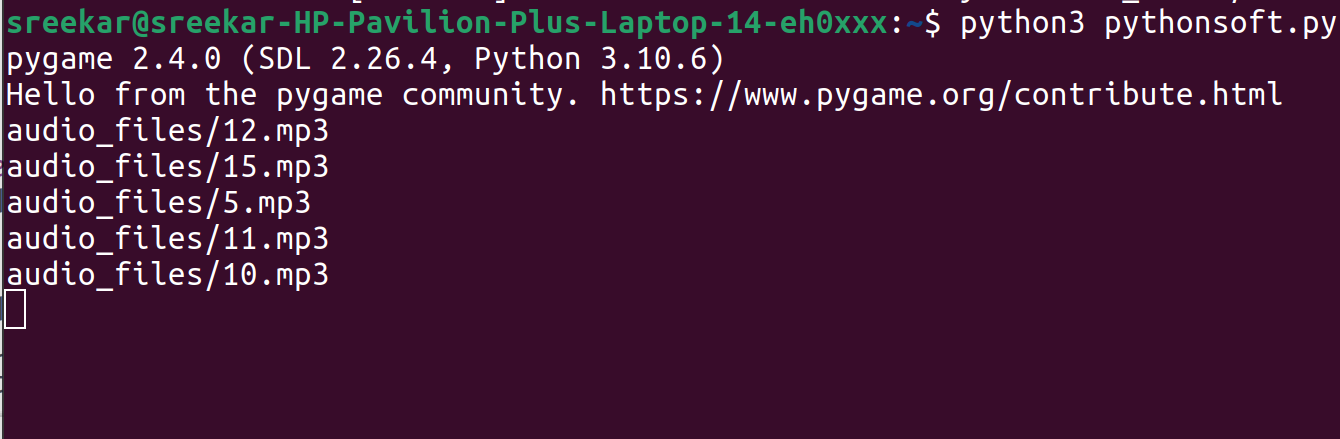 sreekar@sreekar-HP-Pavilion-Plus-Laptop-14-eh0xxx:~$ python3 pythonsoft.py
pygame 2.4.0 (SDL 2.26.4, Python 3.10.6)
Hello from the pygame community. https://www.pygame.org/contribute.html
audio_files/12.mp3
audio_files/15.mp3
audio_files/5.mp3
audio_files/11.mp3
audio_files/10.mp3